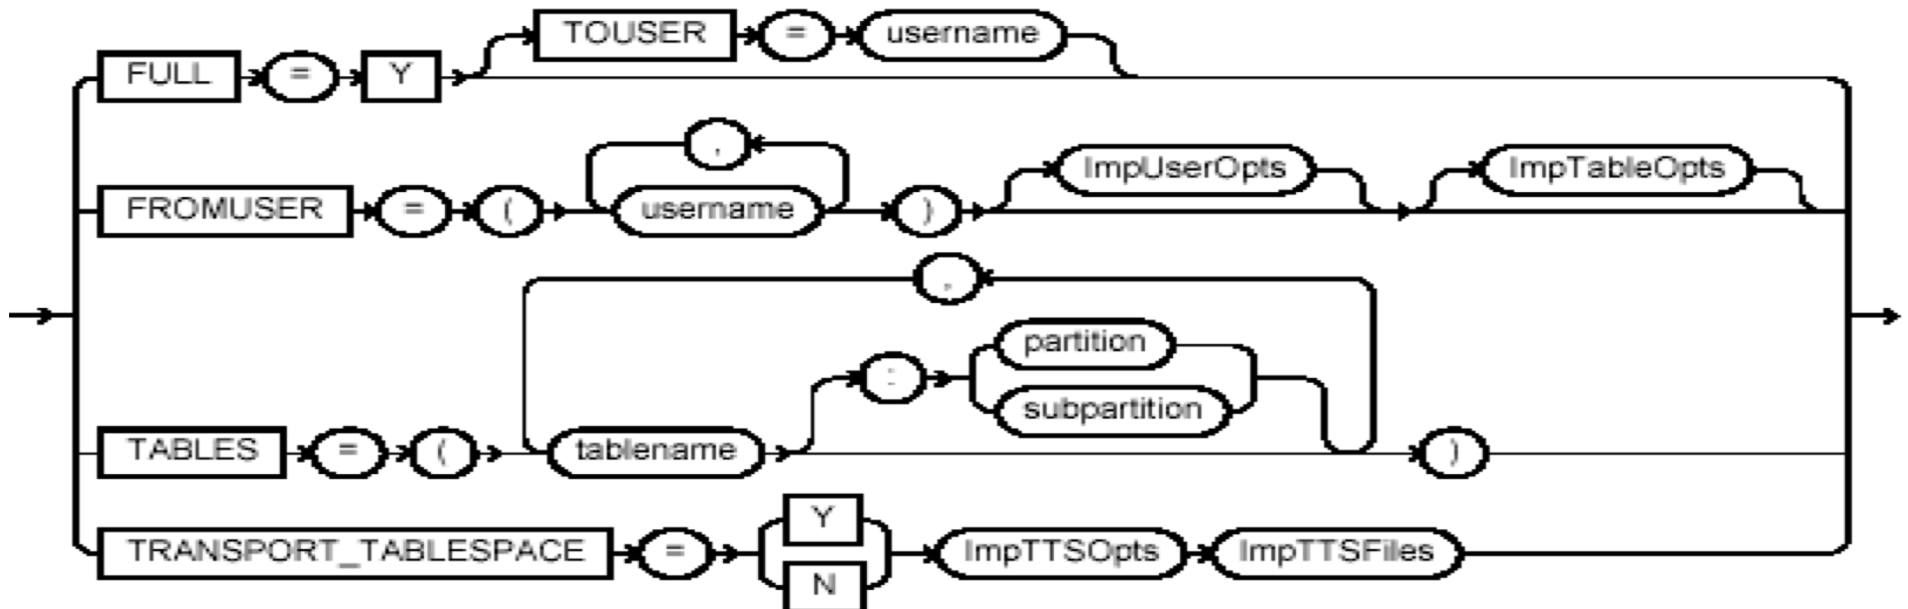 TOUSER = username
FULL = Y
,
ImpUserOpts ImpTableOpts
FROMUSER = ( username )
,
partition
:
subpartition
TABLES = ( tablename )
Y
TRANSPORT_TABLESPACE = ImpTTSOpts ImpTTSFiles
N